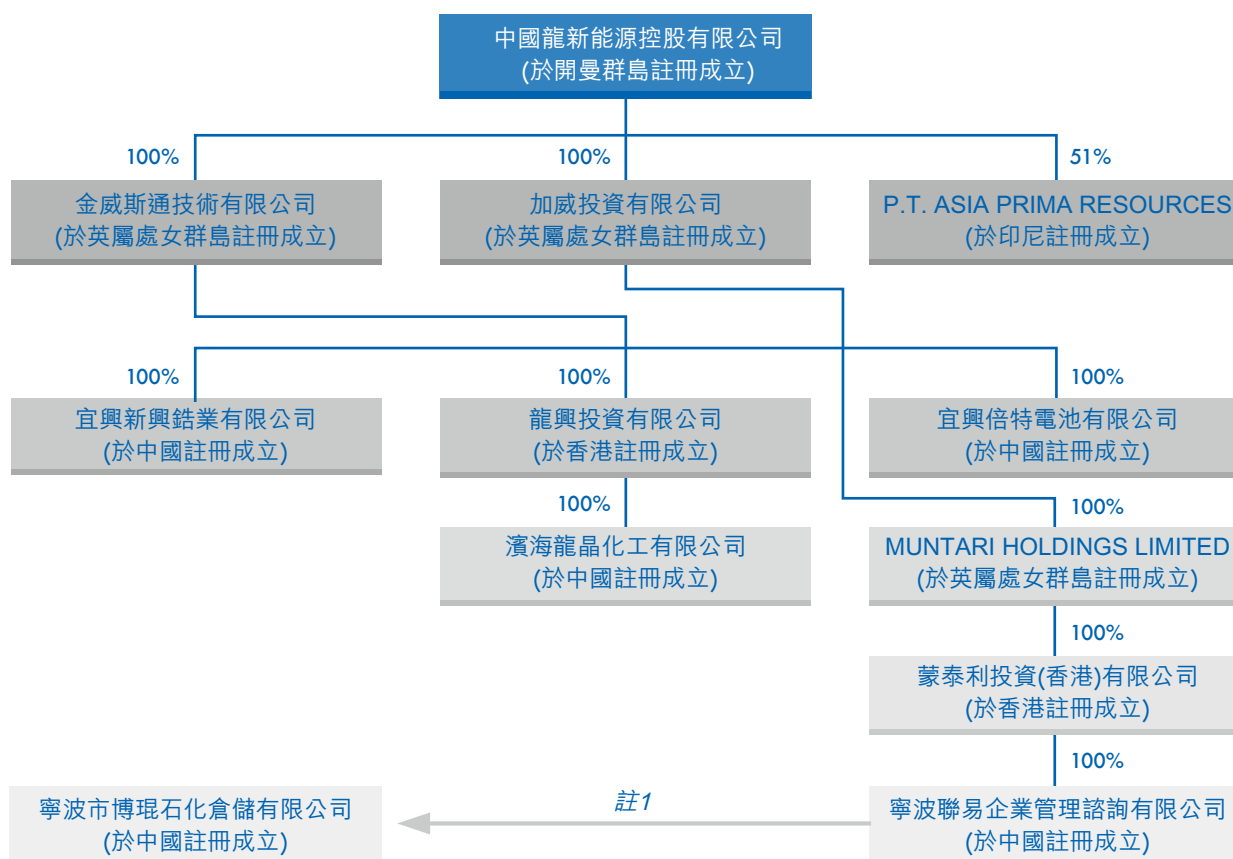 中國龍新能源控股有限公司
(於開曼群島註冊成立)
100%
100%
51%
金威斯通技術有限公司
(於英屬處女群島註冊成立)
加威投資有限公司
(於英屬處女群島註冊成立)
P.T. ASIA PRIMA RESOURCES
(於印尼註冊成立)
100%
100%
100%
宜興新興鋯業有限公司
(於中國註冊成立)
龍興投資有限公司
(於香港註冊成立)
宜興倍特電池有限公司
(於中國註冊成立)
100%
100%
濱海龍晶化工有限公司
(於中國註冊成立)
MUNTARI HOLDINGS LIMITED
(於英屬處女群島註冊成立)
100%
蒙泰利投資(香港)有限公司
(於香港註冊成立)
100%
寧波市博琨石化倉儲有限公司
(於中國註冊成立)
註1
寧波聯易企業管理諮詢有限公司
(於中國註冊成立)